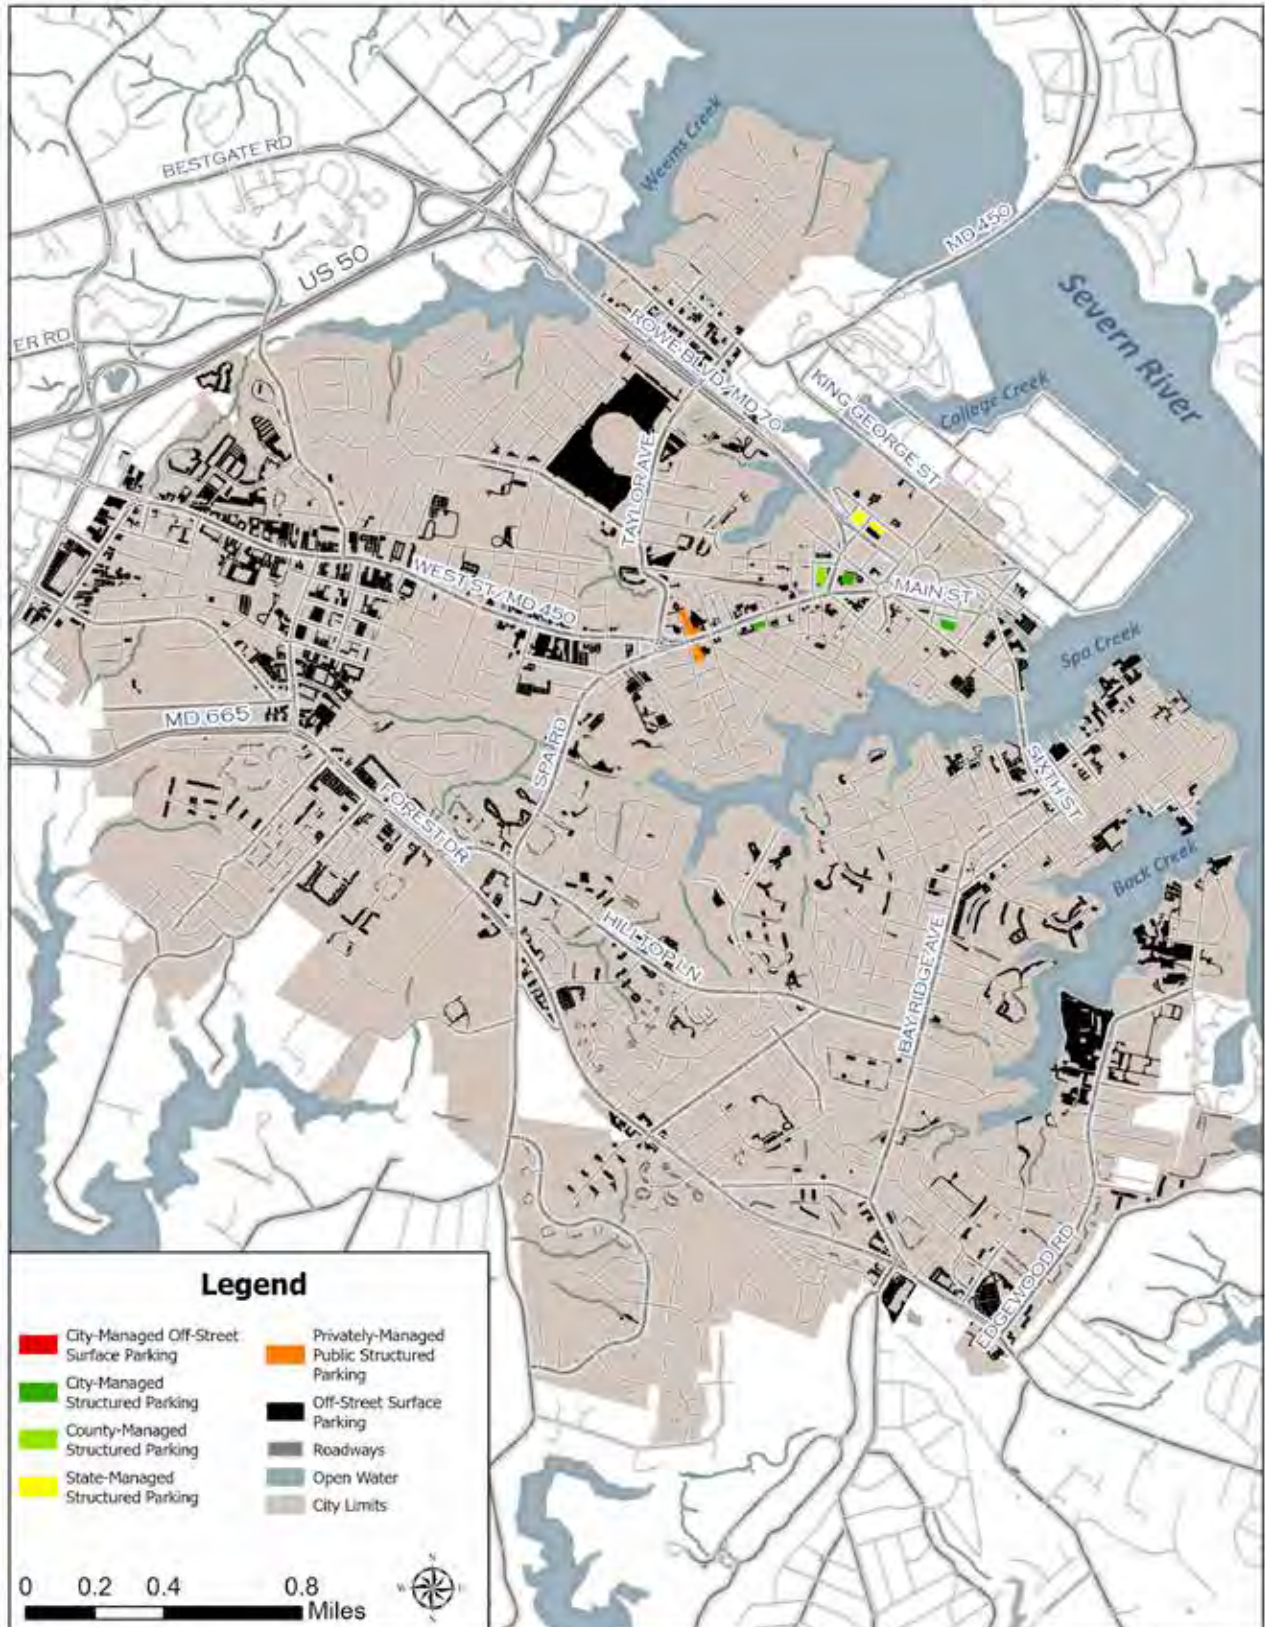 Weems Creek
BESTGATE RD
US 50
MD 450
Severn River
ER RD
ROWE BLVD/MD 70
KING GEORGE ST
College Creek
TAYLOR AVE
WEST ST/MD 450
MAIN ST
Spa Creek
MD 665
SPA RD
SIXTH ST
FOREST DR
Back Creek
HILLTOP LN
BAY RIDGE AVE
EDGEWOOD RD
Legend
City-Managed Off-Street
Surface Parking
City-Managed
Structured Parking
County-Managed
Structured Parking
State-Managed
Structured Parking
Privately-Managed
Public Structured
Parking
Off-Street Surface
Parking
Roadways
Open Water
City Limits
N
W
E
S
0 0.2 0.4 0.8
Miles